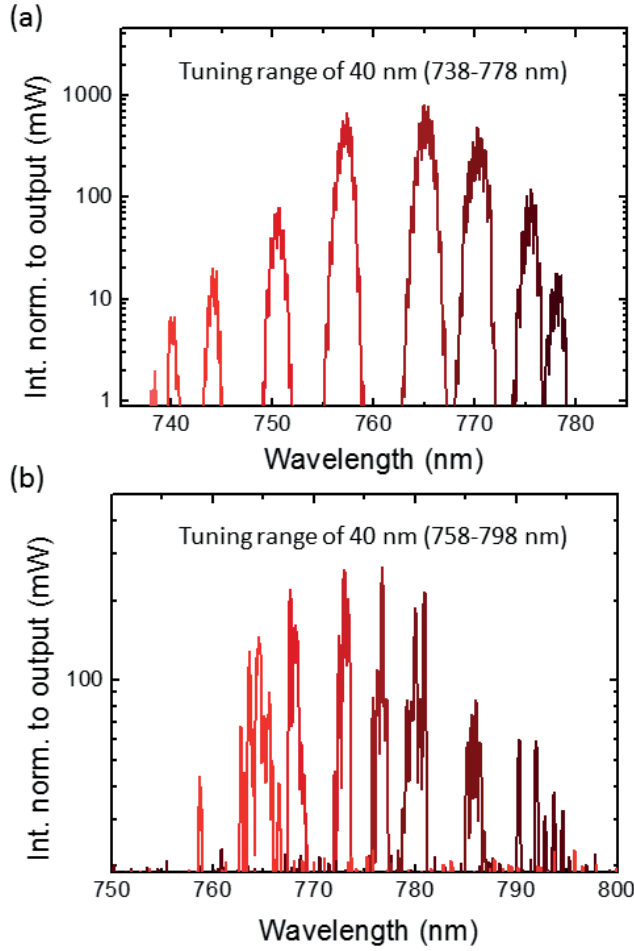 (a)
Tuning range of 40 nm (738-778 nm)
Int. norm. to output (mW)
1000
100
10
1
740 750 760 770 780
Wavelength (nm)
(b)
Tuning range of 40 nm (758-798 nm)
Int. norm. to output (mW)
100
750 760 770 780 790 800
Wavelength (nm)